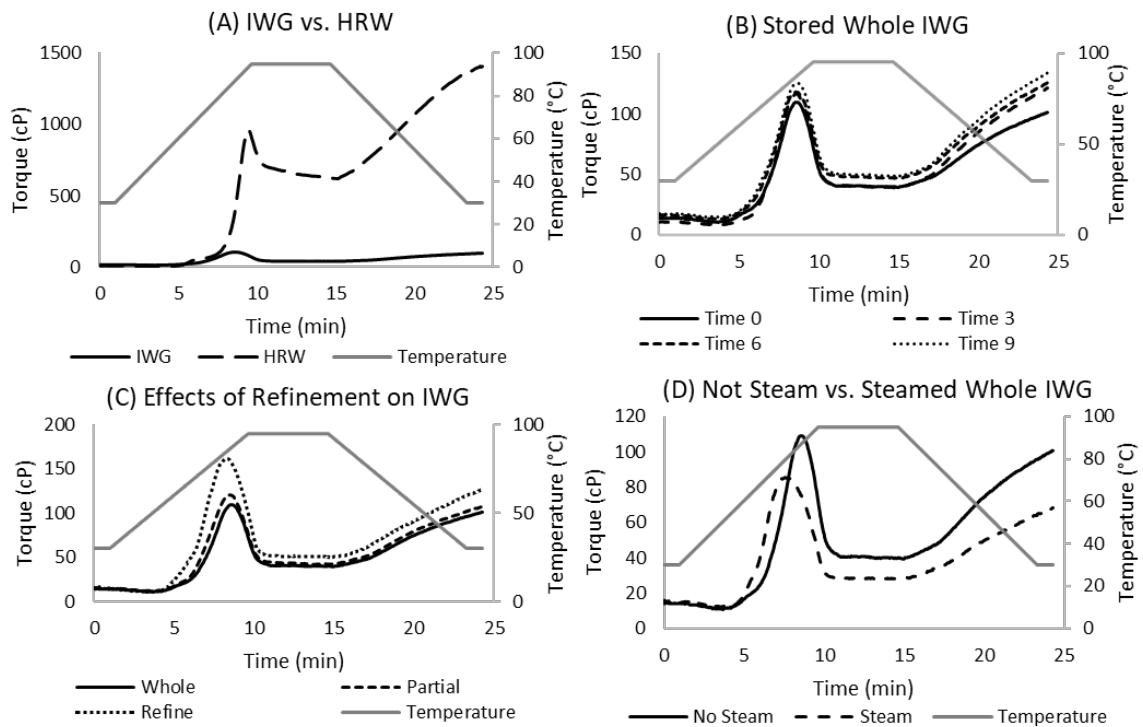 (A) IWG vs. HRW
1500
1000
500
0
Torque (cP)
100
80
60
40
20
0
Temperature (°C)
0 5 10 15 20 25
Time (min)
IWG HRW Temperature
(B) Stored Whole IWG
150
100
50
0
Torque (cP)
100
50
0
Temperature (°C)
0 5 10 15 20 25
Time (min)
Time 0 Time 3
Time 6 Time 9
(C) Effects of Refinement on IWG
200
150
100
50
0
Torque (cP)
100
50
0
Temperature (°C)
0 5 10 15 20 25
Time (min)
Whole Partial
Refine Temperature
(D) Not Steam vs. Steamed Whole IWG
120
100
80
60
40
20
0
Torque (cP)
100
80
60
40
20
0
Temperature (°C)
0 5 10 15 20 25
Time (min)
No Steam Steam Temperature